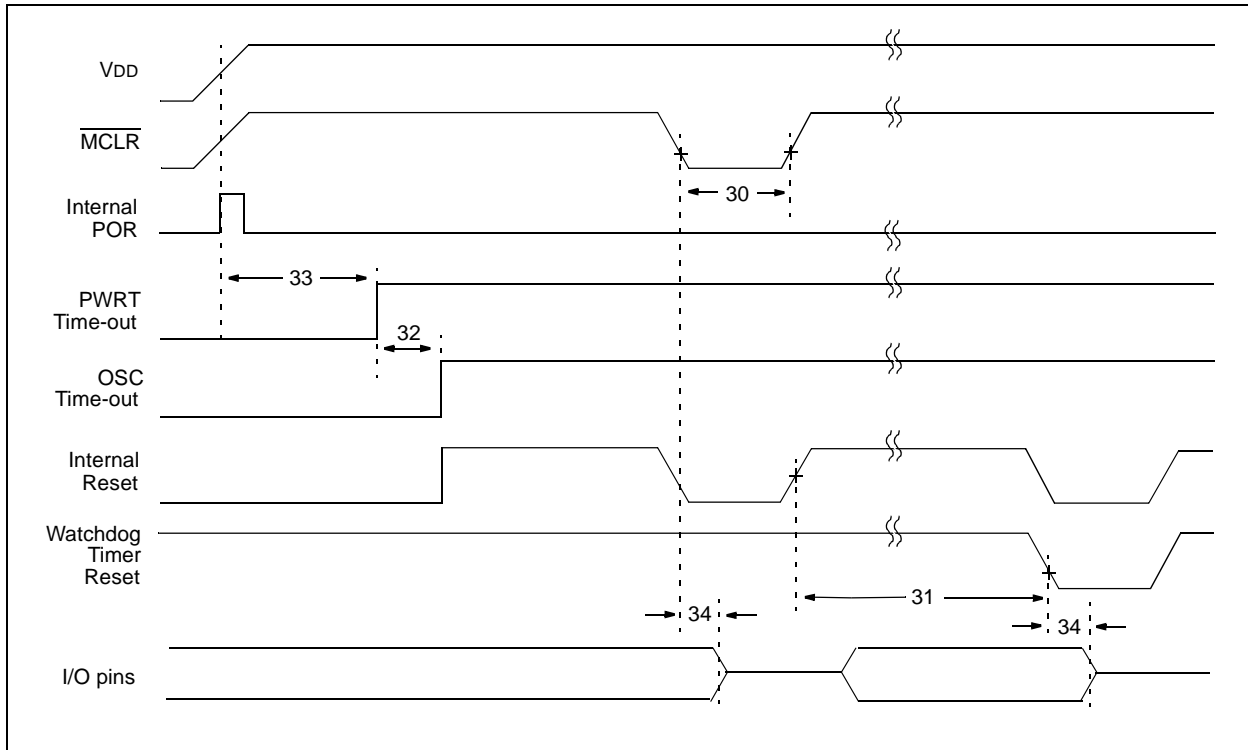 VDD
MCLR
30
Internal
POR
33
PWRT
Time-out
32
OSC
Time-out
Internal
Reset
Watchdog
Timer
Reset
31
34
34
I/O pins